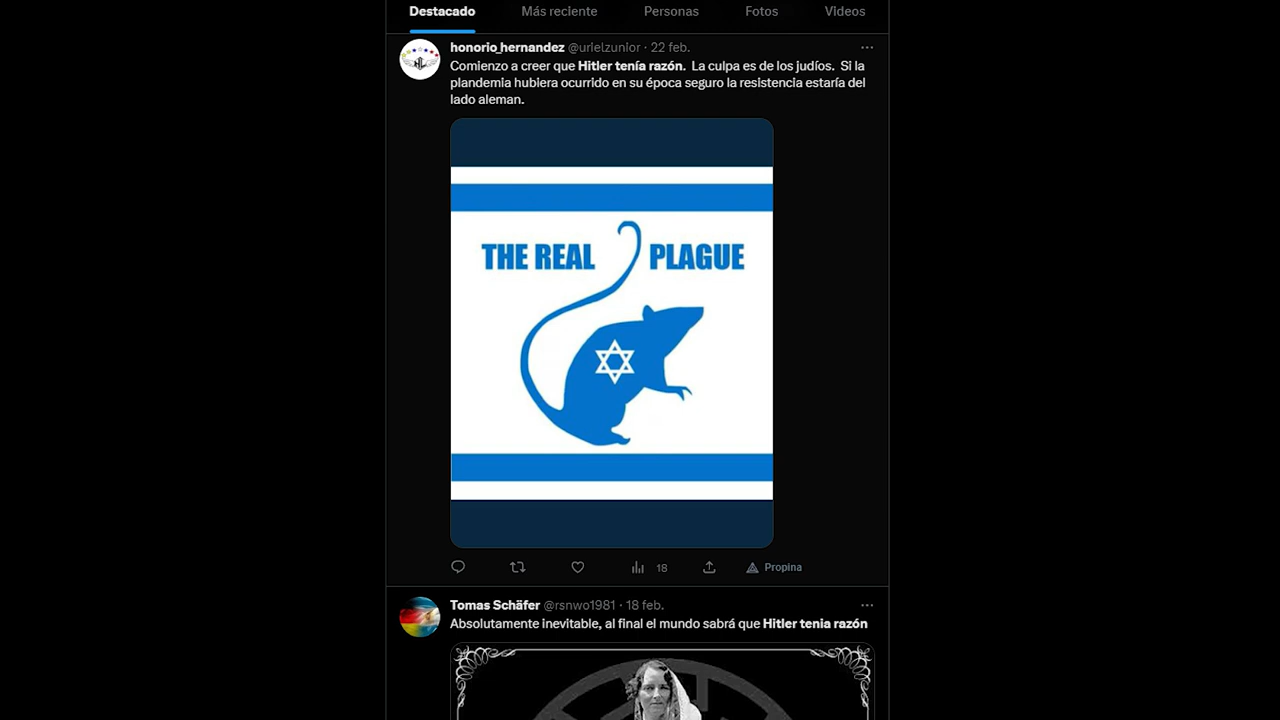 Destacado Más reciente Personas Fotos Videos
honorio_hernandez @urlelzunior · 22 feb.
Comienzo a creer que Hitler tenía razón. La culpa es de los judíos. Si la
plandemia hubiera ocurrido en su época seguro la resistencia estaría del
lado aleman.
THE REAL PLAGUE
18 Propina
Tomas Schäfer @rsnwo1981 · 18 feb.
Absolutamente inevitable, al final el mundo sabrá que Hitler tenia razón